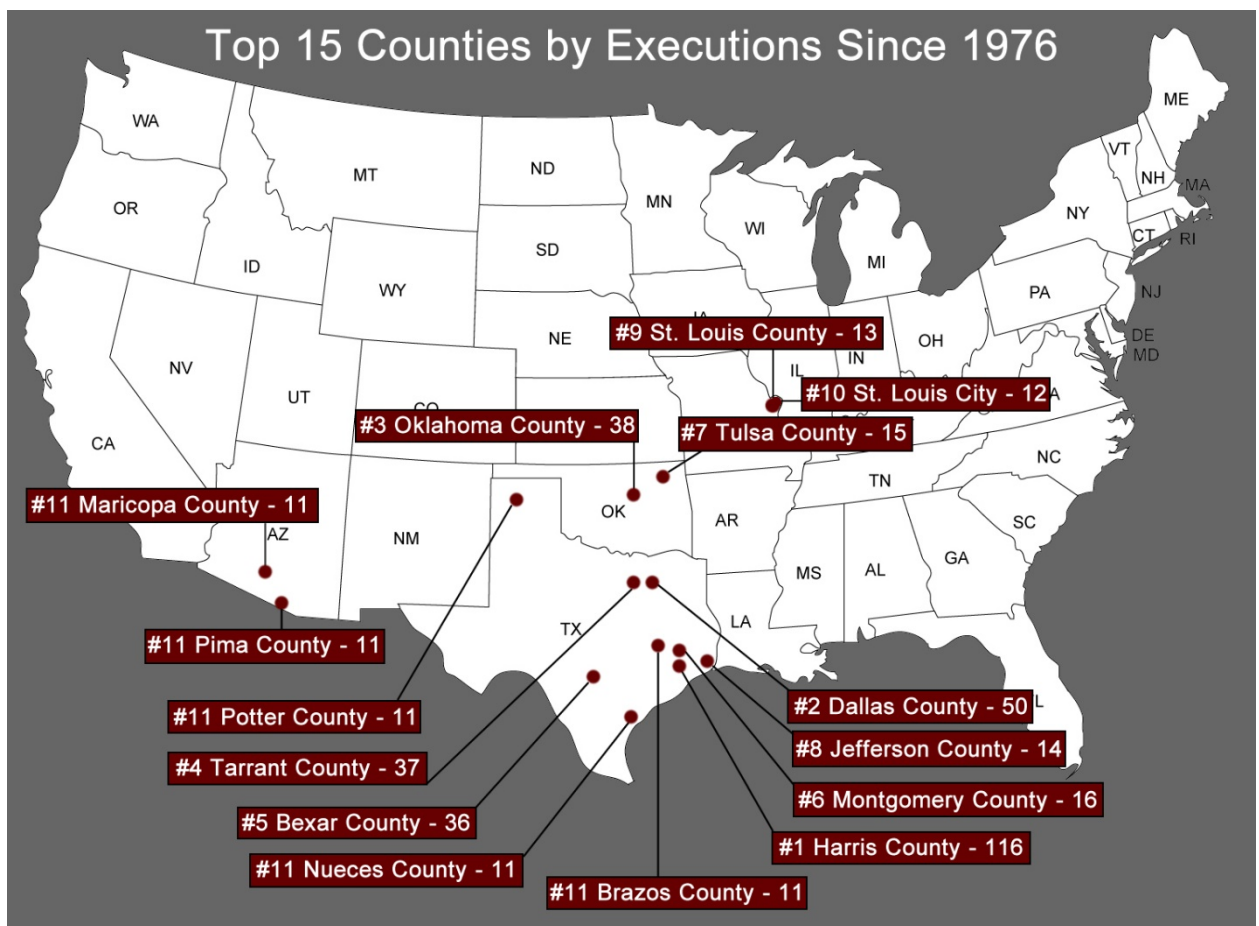 Top 15 Counties by Executions Since 1976
WA
MT
ND
MN
ME
VT
NH
MA
OR
ID
SD
WI
MI
NY
CT
RI
WY
NE
IA
PA
NJ
#9 St. Louis County - 13
OH
DE
MD
NV
UT
CO
IL
IN
#10 St. Louis City - 12
#3 Oklahoma County - 38
#7 Tulsa County - 15
CA
NC
TN
#11 Maricopa County - 11
AZ
NM
OK
AR
SC
MS
AL
GA
#11 Pima County - 11
TX
LA
#11 Potter County - 11
#2 Dallas County - 50
#4 Tarrant County - 37
#8 Jefferson County - 14
#5 Bexar County - 36
#6 Montgomery County - 16
#11 Nueces County - 11
#1 Harris County - 116
#11 Brazos County - 11